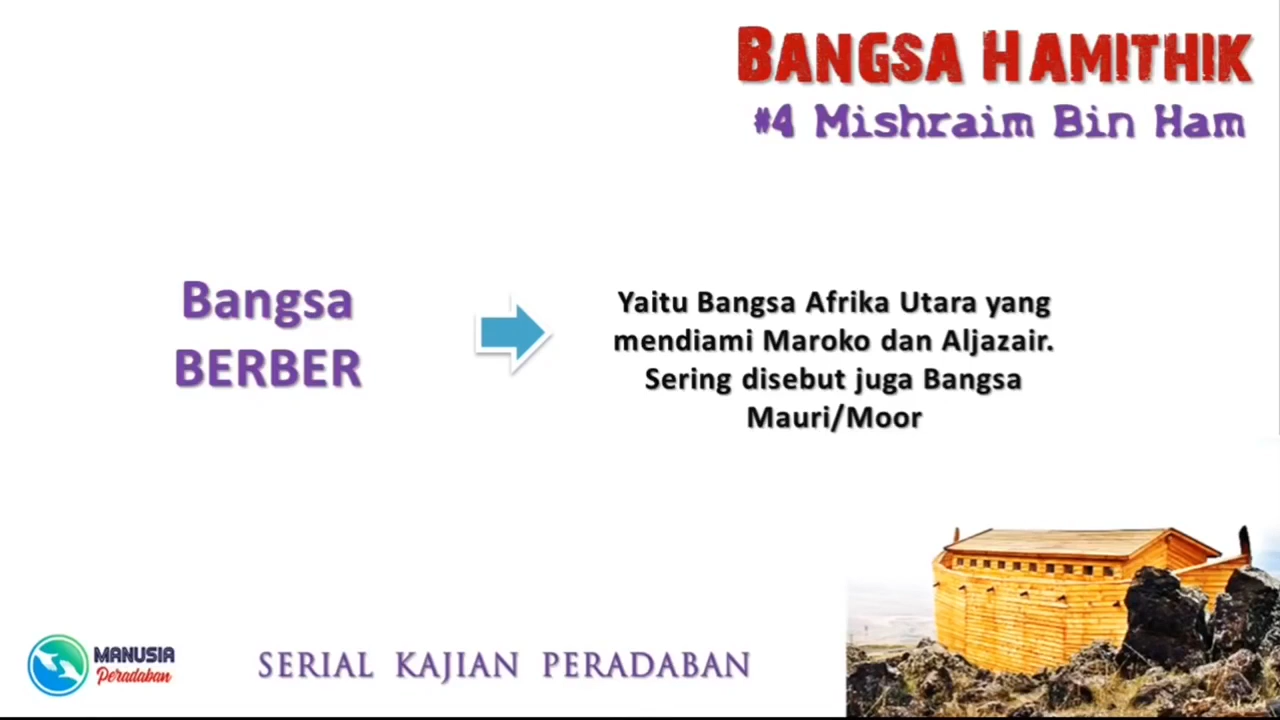 BANGSA HAMITHIK
#4 Mishraim Bin Ham
Bangsa
BERBER
Yaitu Bangsa Afrika Utara yang
mendiami Maroko dan Aljazair.
Sering disebut juga Bangsa
Mauri/Moor
MANUSIA
Peradaban
SERIAL KAJIAN PERADABAN